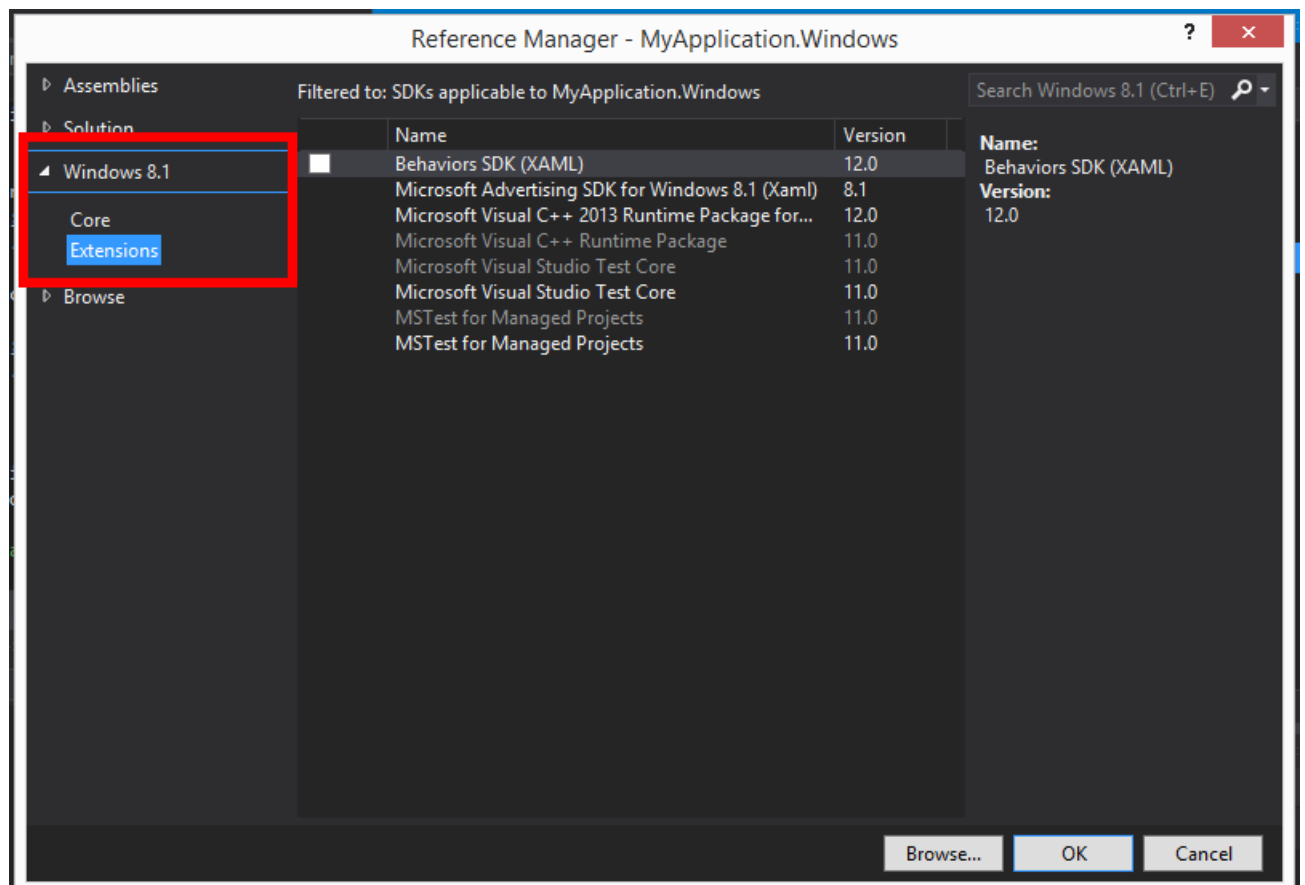 Reference Manager - MyApplication.Windows
?
Assemblies
Solution
Windows 8.1
Core
Extensions
Browse
Filtered to: SDKs applicable to MyApplication.Windows
Name Version
Behaviors SDK (XAML) 12.0
Microsoft Advertising SDK for Windows 8.1 (Xaml) 8.1
Microsoft Visual C++ 2013 Runtime Package for... 12.0
Microsoft Visual C++ Runtime Package 11.0
Microsoft Visual Studio Test Core 11.0
Microsoft Visual Studio Test Core 11.0
MSTest for Managed Projects 11.0
MSTest for Managed Projects 11.0
Search Windows 8.1 (Ctrl+E)
Name:
Behaviors SDK (XAML)
Version:
12.0
Browse... OK Cancel